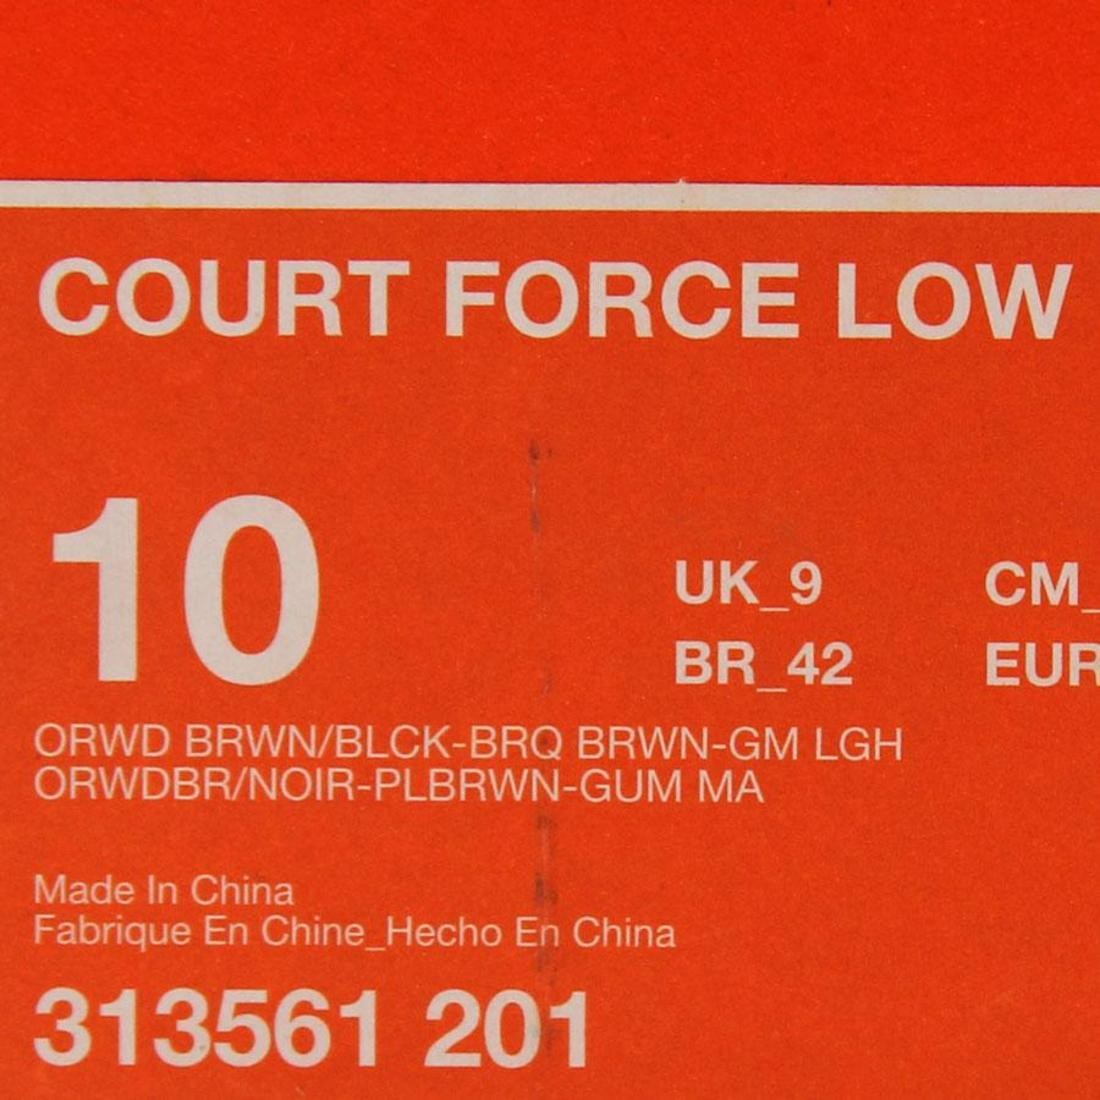 COURT FORCE LOW
10
UK_9 CM_
BR_42 EUR
ORWD BRWN/BLCK-BRQ BRWN-GM LGH
ORWDBR/NOIR-PLBRWN-GUM MA
Made In China
Fabrique En Chine_Hecho En China
313561 201